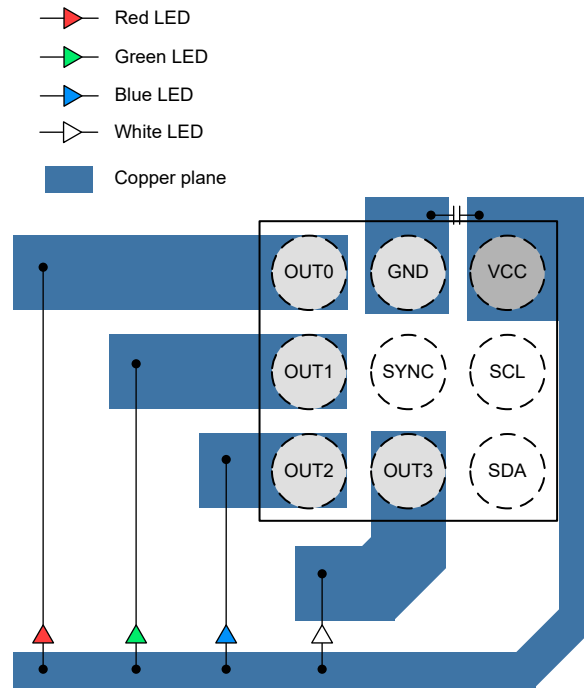 Red LED
Green LED
Blue LED
White LED
Copper plane
OUT0 GND VCC
OUT1 SYNC SCL
OUT2 OUT3 SDA